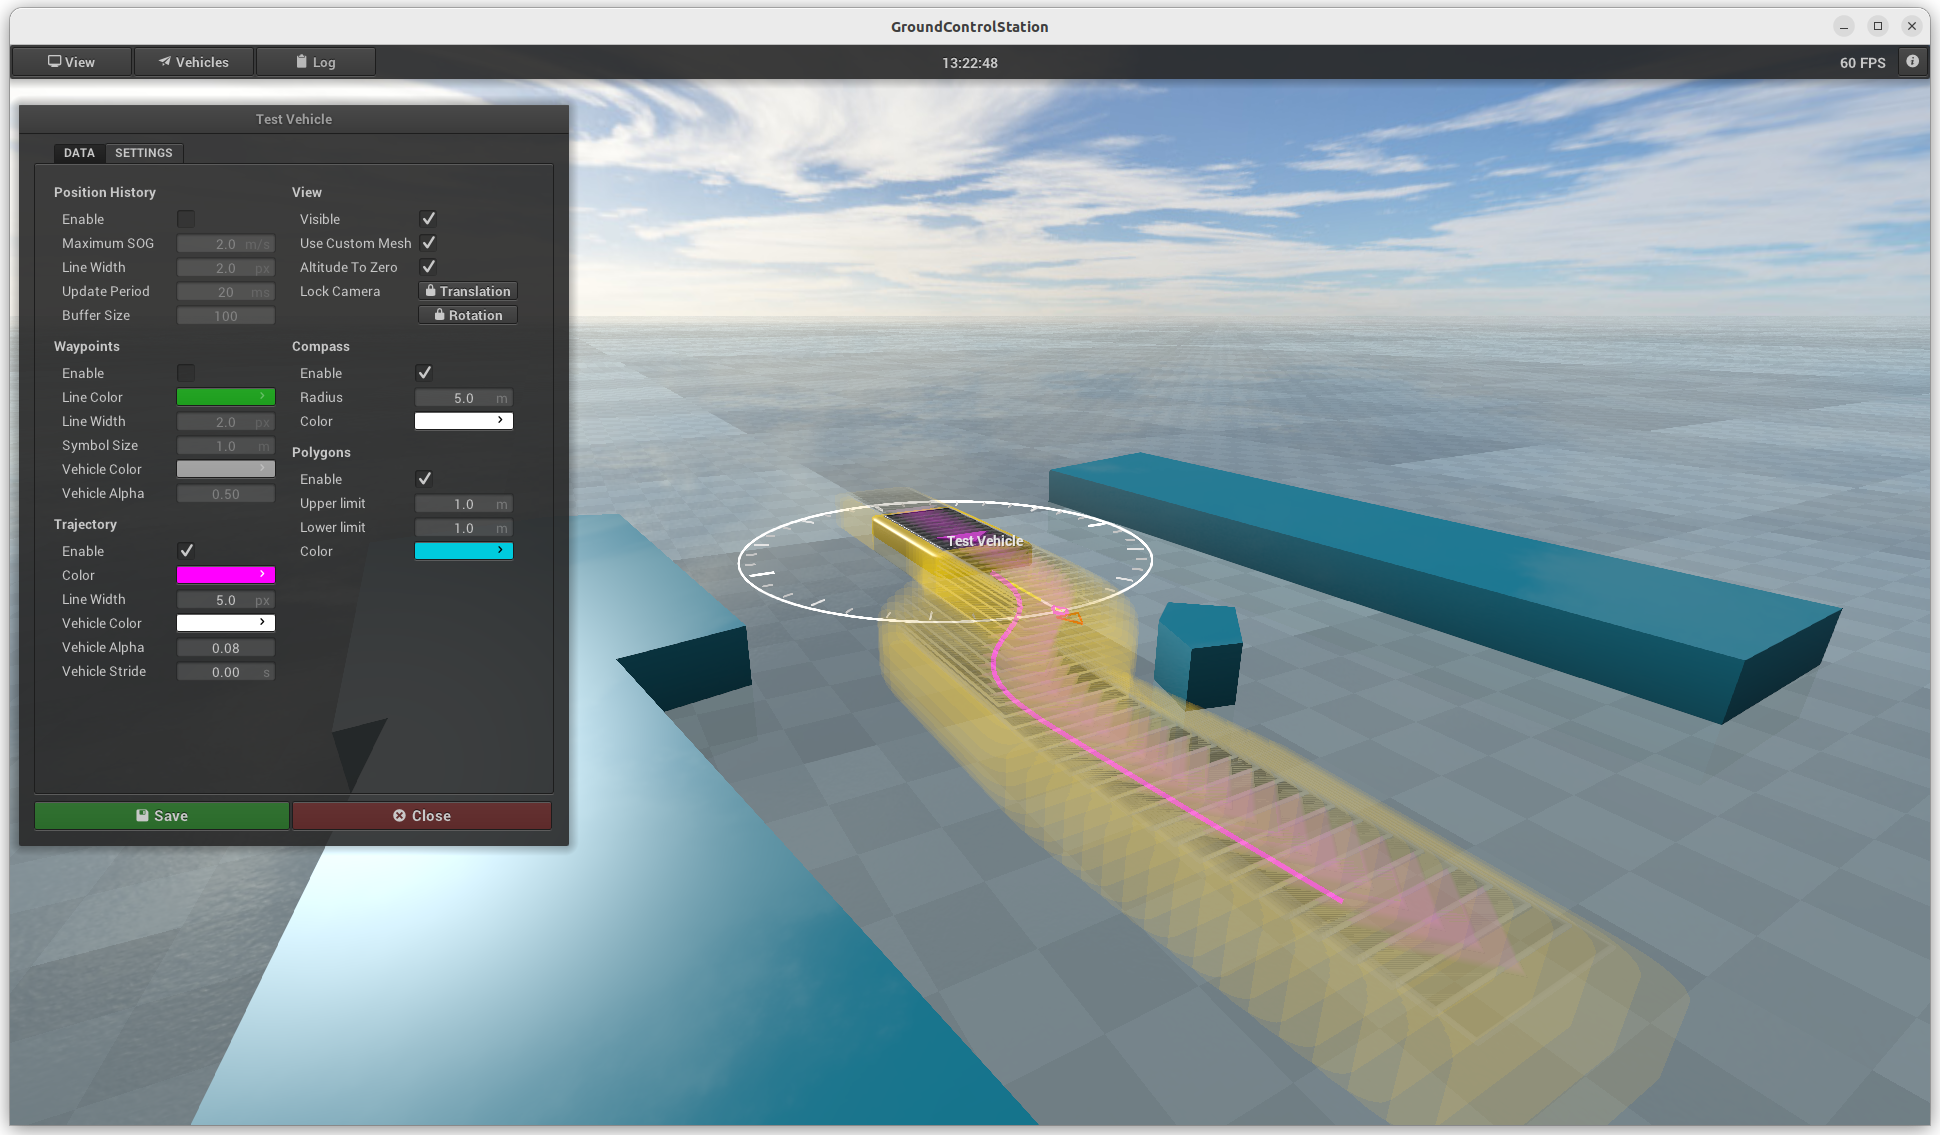 GroundControlStation
View
Vehicles
Log
13:22:48
60 FPS
Test Vehicle
DATA
SETTINGS
Position History
Enable
Maximum SOG 2.0 m/s
Line Width 2.0 px
Update Period 20 ms
Buffer Size 100
Waypoints
Enable
Line Color
Line Width 2.0 px
Symbol Size 1.0 m
Vehicle Color
Vehicle Alpha 0.50
Trajectory
Enable
Color
Line Width 5.0 px
Vehicle Color
Vehicle Alpha 0.08
Vehicle Stride 0.00 s
View
Visible
Use Custom Mesh
Altitude To Zero
Lock Camera Translation
Rotation
Compass
Enable
Radius 5.0 m
Color
Polygons
Enable
Upper limit 1.0 m
Lower limit 1.0 m
Color
Save
Close
Test Vehicle